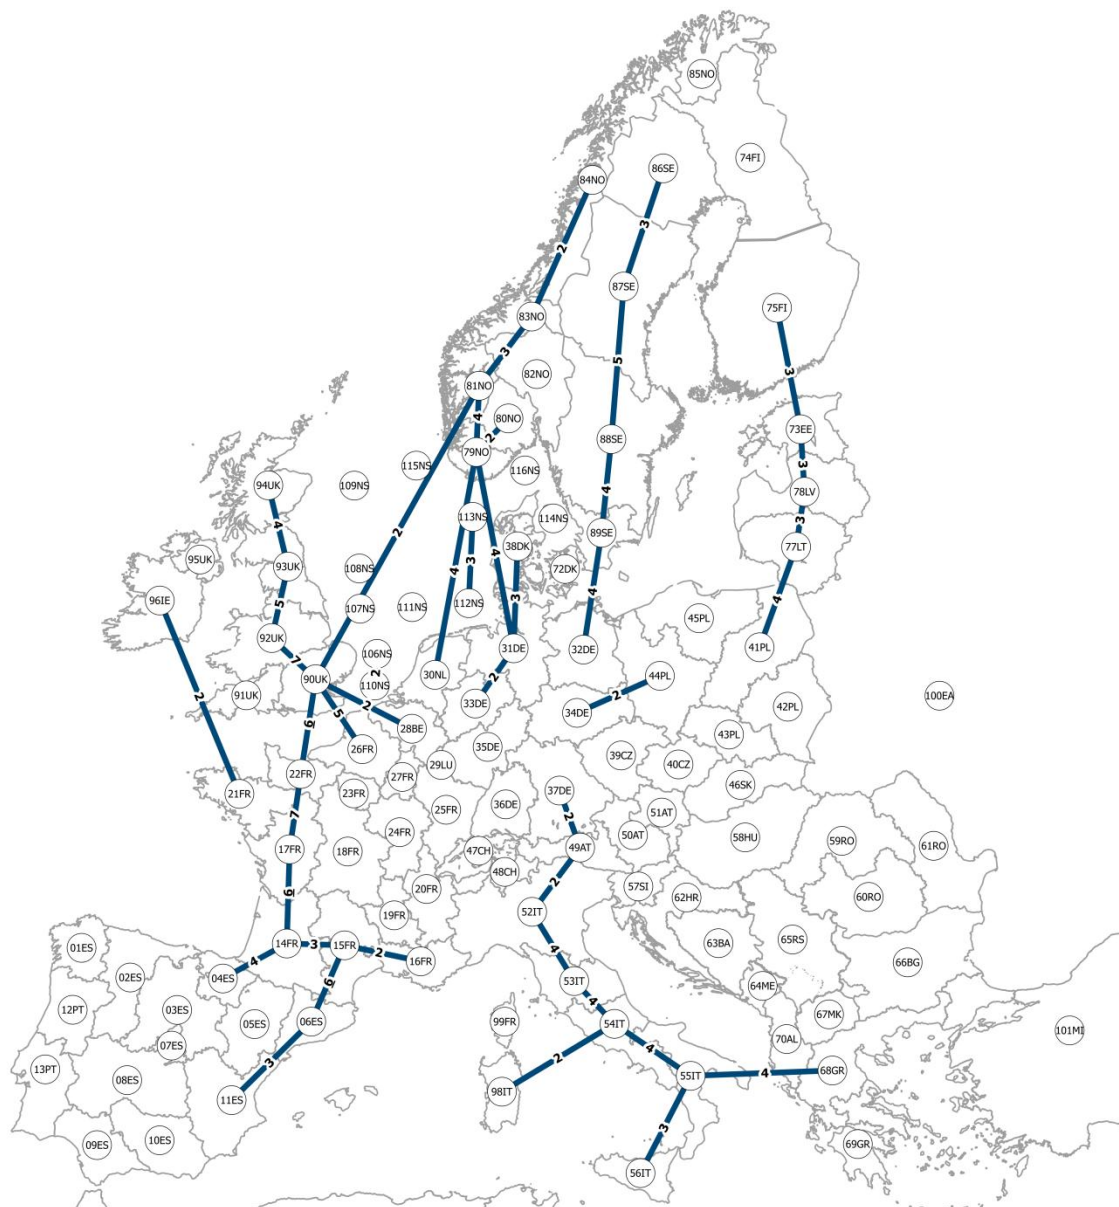 85NO
74FI
86SE
84NO
3
2
87SE
75FI
83NO
3
5
3
82NO
81NO
80NO
4
2
73EE
88SE
79NO
3
115NS
116NS
94UK
109NS
4
78LV
113NS
114NS
4
3
2
89SE
38DK
77LT
4
95UK
93UK
108NS
3
4
72DK
4
3
4
96IE
5
107NS
111NS
112NS
45PL
92UK
7
106NS
31DE
32DE
41PL
2
30NL
2
44PL
90UK
110NS
91UK
2
33DE
2
34DE
100EA
42PL
2
5
6
28BE
26FR
35DE
43PL
39CZ
40CZ
29LU
22FR
27FR
46SK
21FR
23FR
37DE
36DE
25FR
51AT
7
2
24FR
50AT
58HU
59RO
61RO
17FR
18FR
47CH
49AT
48CH
2
57SI
20FR
6
62HR
60RO
52IT
19FR
01ES
14FR
3
15FR
2
63BA
65RS
4
4
16FR
66BG
02ES
04ES
6
53IT
64ME
4
12PT
03ES
05ES
06ES
99FR
54IT
67MK
101MI
07ES
70AL
4
2
3
13PT
08ES
98IT
55IT
4
68GR
11ES
3
09ES
10ES
69GR
56IT